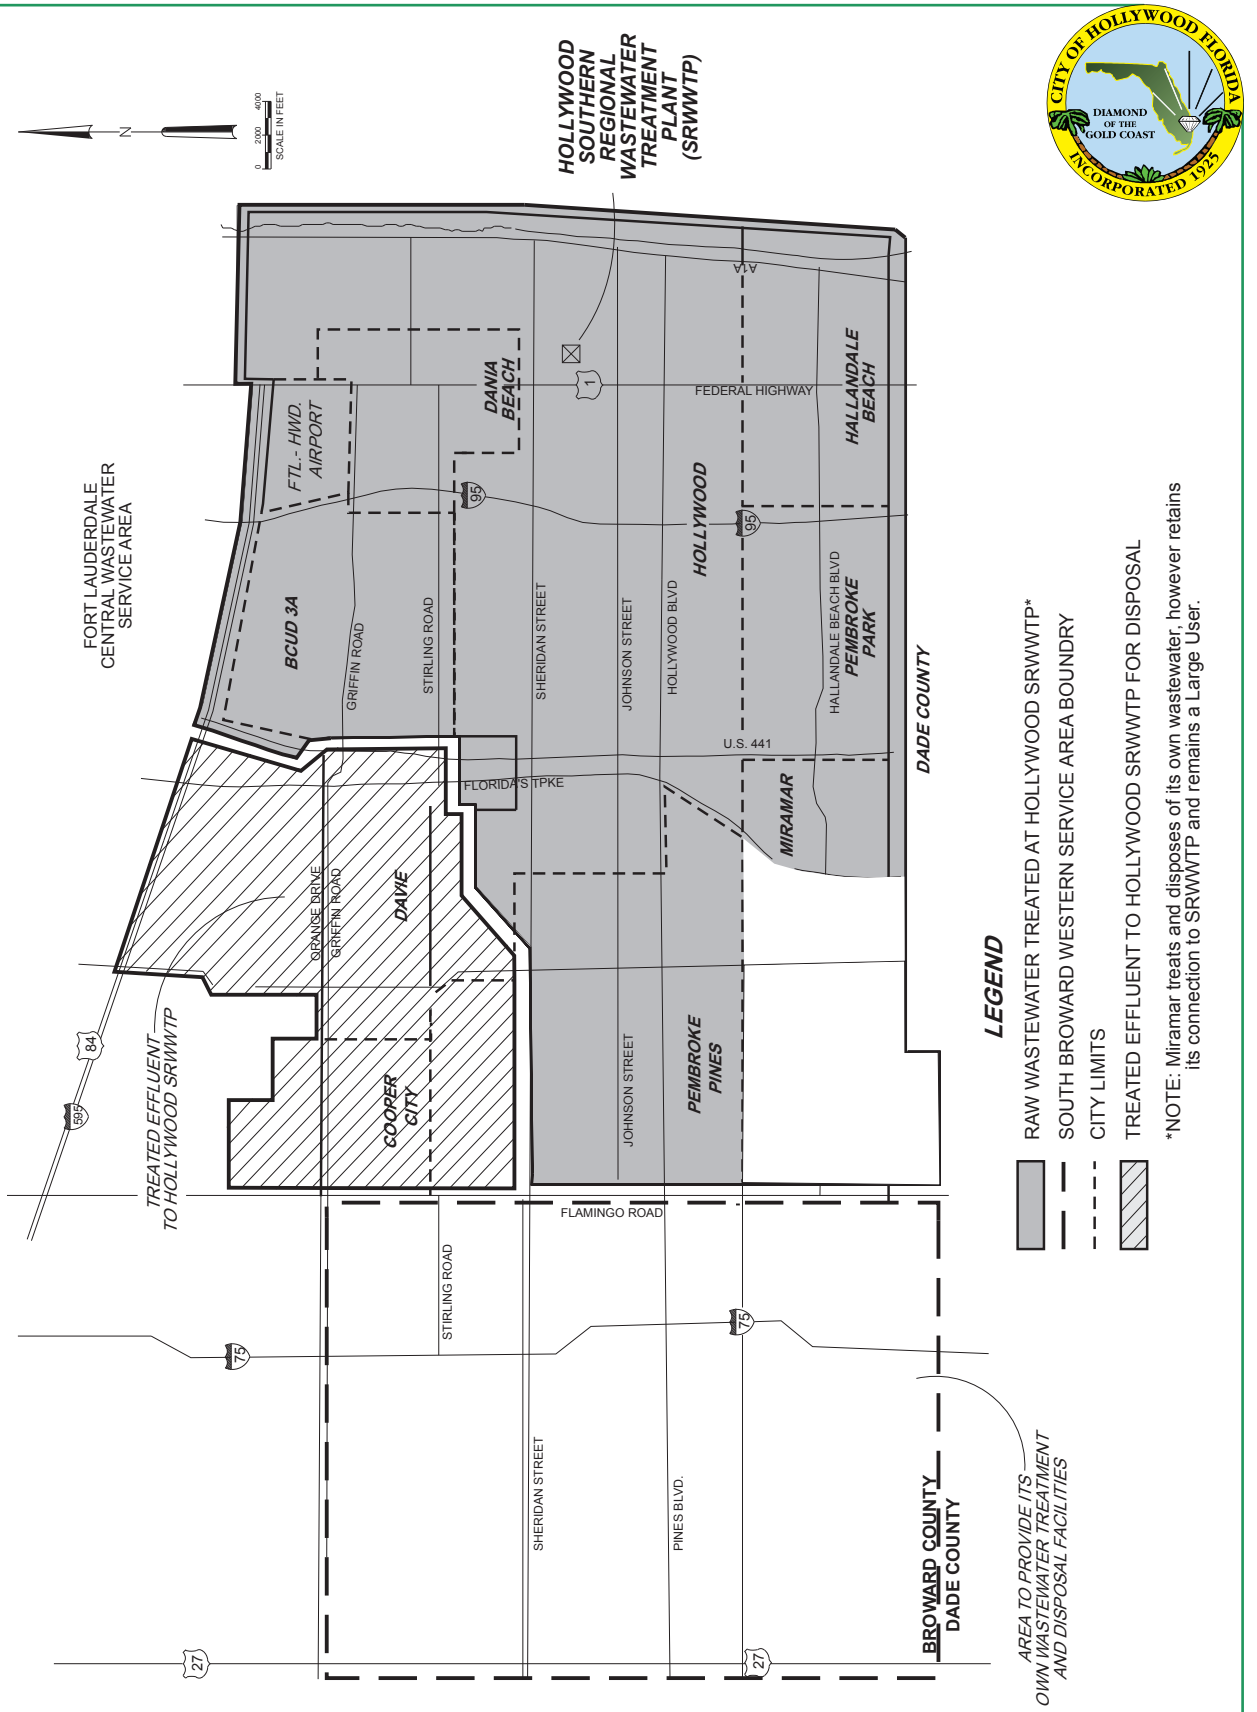 CITY OF HOLLYWOOD FLORIDA
DIAMOND
OF THE
GOLD COAST
INCORPORATED 1925
N
0 2000 4000
SCALE IN FEET
HOLLYWOOD
SOUTHERN
REGIONAL
WASTEWATER
TREATMENT
PLANT
(SRWWTP)
FORT LAUDERDALE
CENTRAL WASTEWATER
SERVICE AREA
TREATED EFFLUENT
TO HOLLYWOOD SRWWTP
84
595
FTL.- HWD.
AIRPORT
BCUD 3A
DANIA
BEACH
1
FEDERAL HIGHWAY
A1A
HALLANDALE
BEACH
95
95
HOLLYWOOD
GRIFFIN ROAD
STIRLING ROAD
SHERIDAN STREET
JOHNSON STREET
HOLLYWOOD BLVD
HALLANDALE BEACH BLVD
PEMBROKE
PARK
U.S. 441
FLORIDA'S TPKE
MIRAMAR
DADE COUNTY
ORANGE DRIVE
GRIFFIN ROAD
DAVIE
COOPER
CITY
JOHNSON STREET
PEMBROKE
PINES
FLAMINGO ROAD
STIRLING ROAD
75
75
SHERIDAN STREET
PINES BLVD.
27
27
BROWARD COUNTY
DADE COUNTY
AREA TO PROVIDE ITS
OWN WASTEWATER TREATMENT
AND DISPOSAL FACILITIES
LEGEND
RAW WASTEWATER TREATED AT HOLLYWOOD SRWWTP*
SOUTH BROWARD WESTERN SERVICE AREA BOUNDRY
CITY LIMITS
TREATED EFFLUENT TO HOLLYWOOD SRWWTP FOR DISPOSAL
*NOTE: Miramar treats and disposes of its own wastewater, however retains
its connection to SRWWTP and remains a Large User.